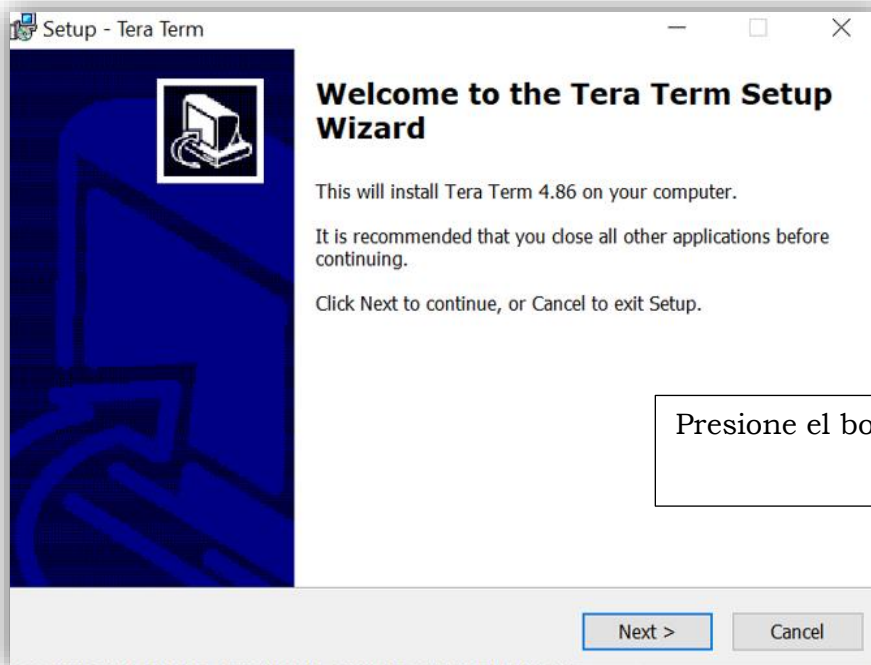 Setup - Tera Term
Welcome to the Tera Term Setup
Wizard
This will install Tera Term 4.86 on your computer.
It is recommended that you close all other applications before
continuing.
Click Next to continue, or Cancel to exit Setup.
Presione el bo
Next >
Cancel